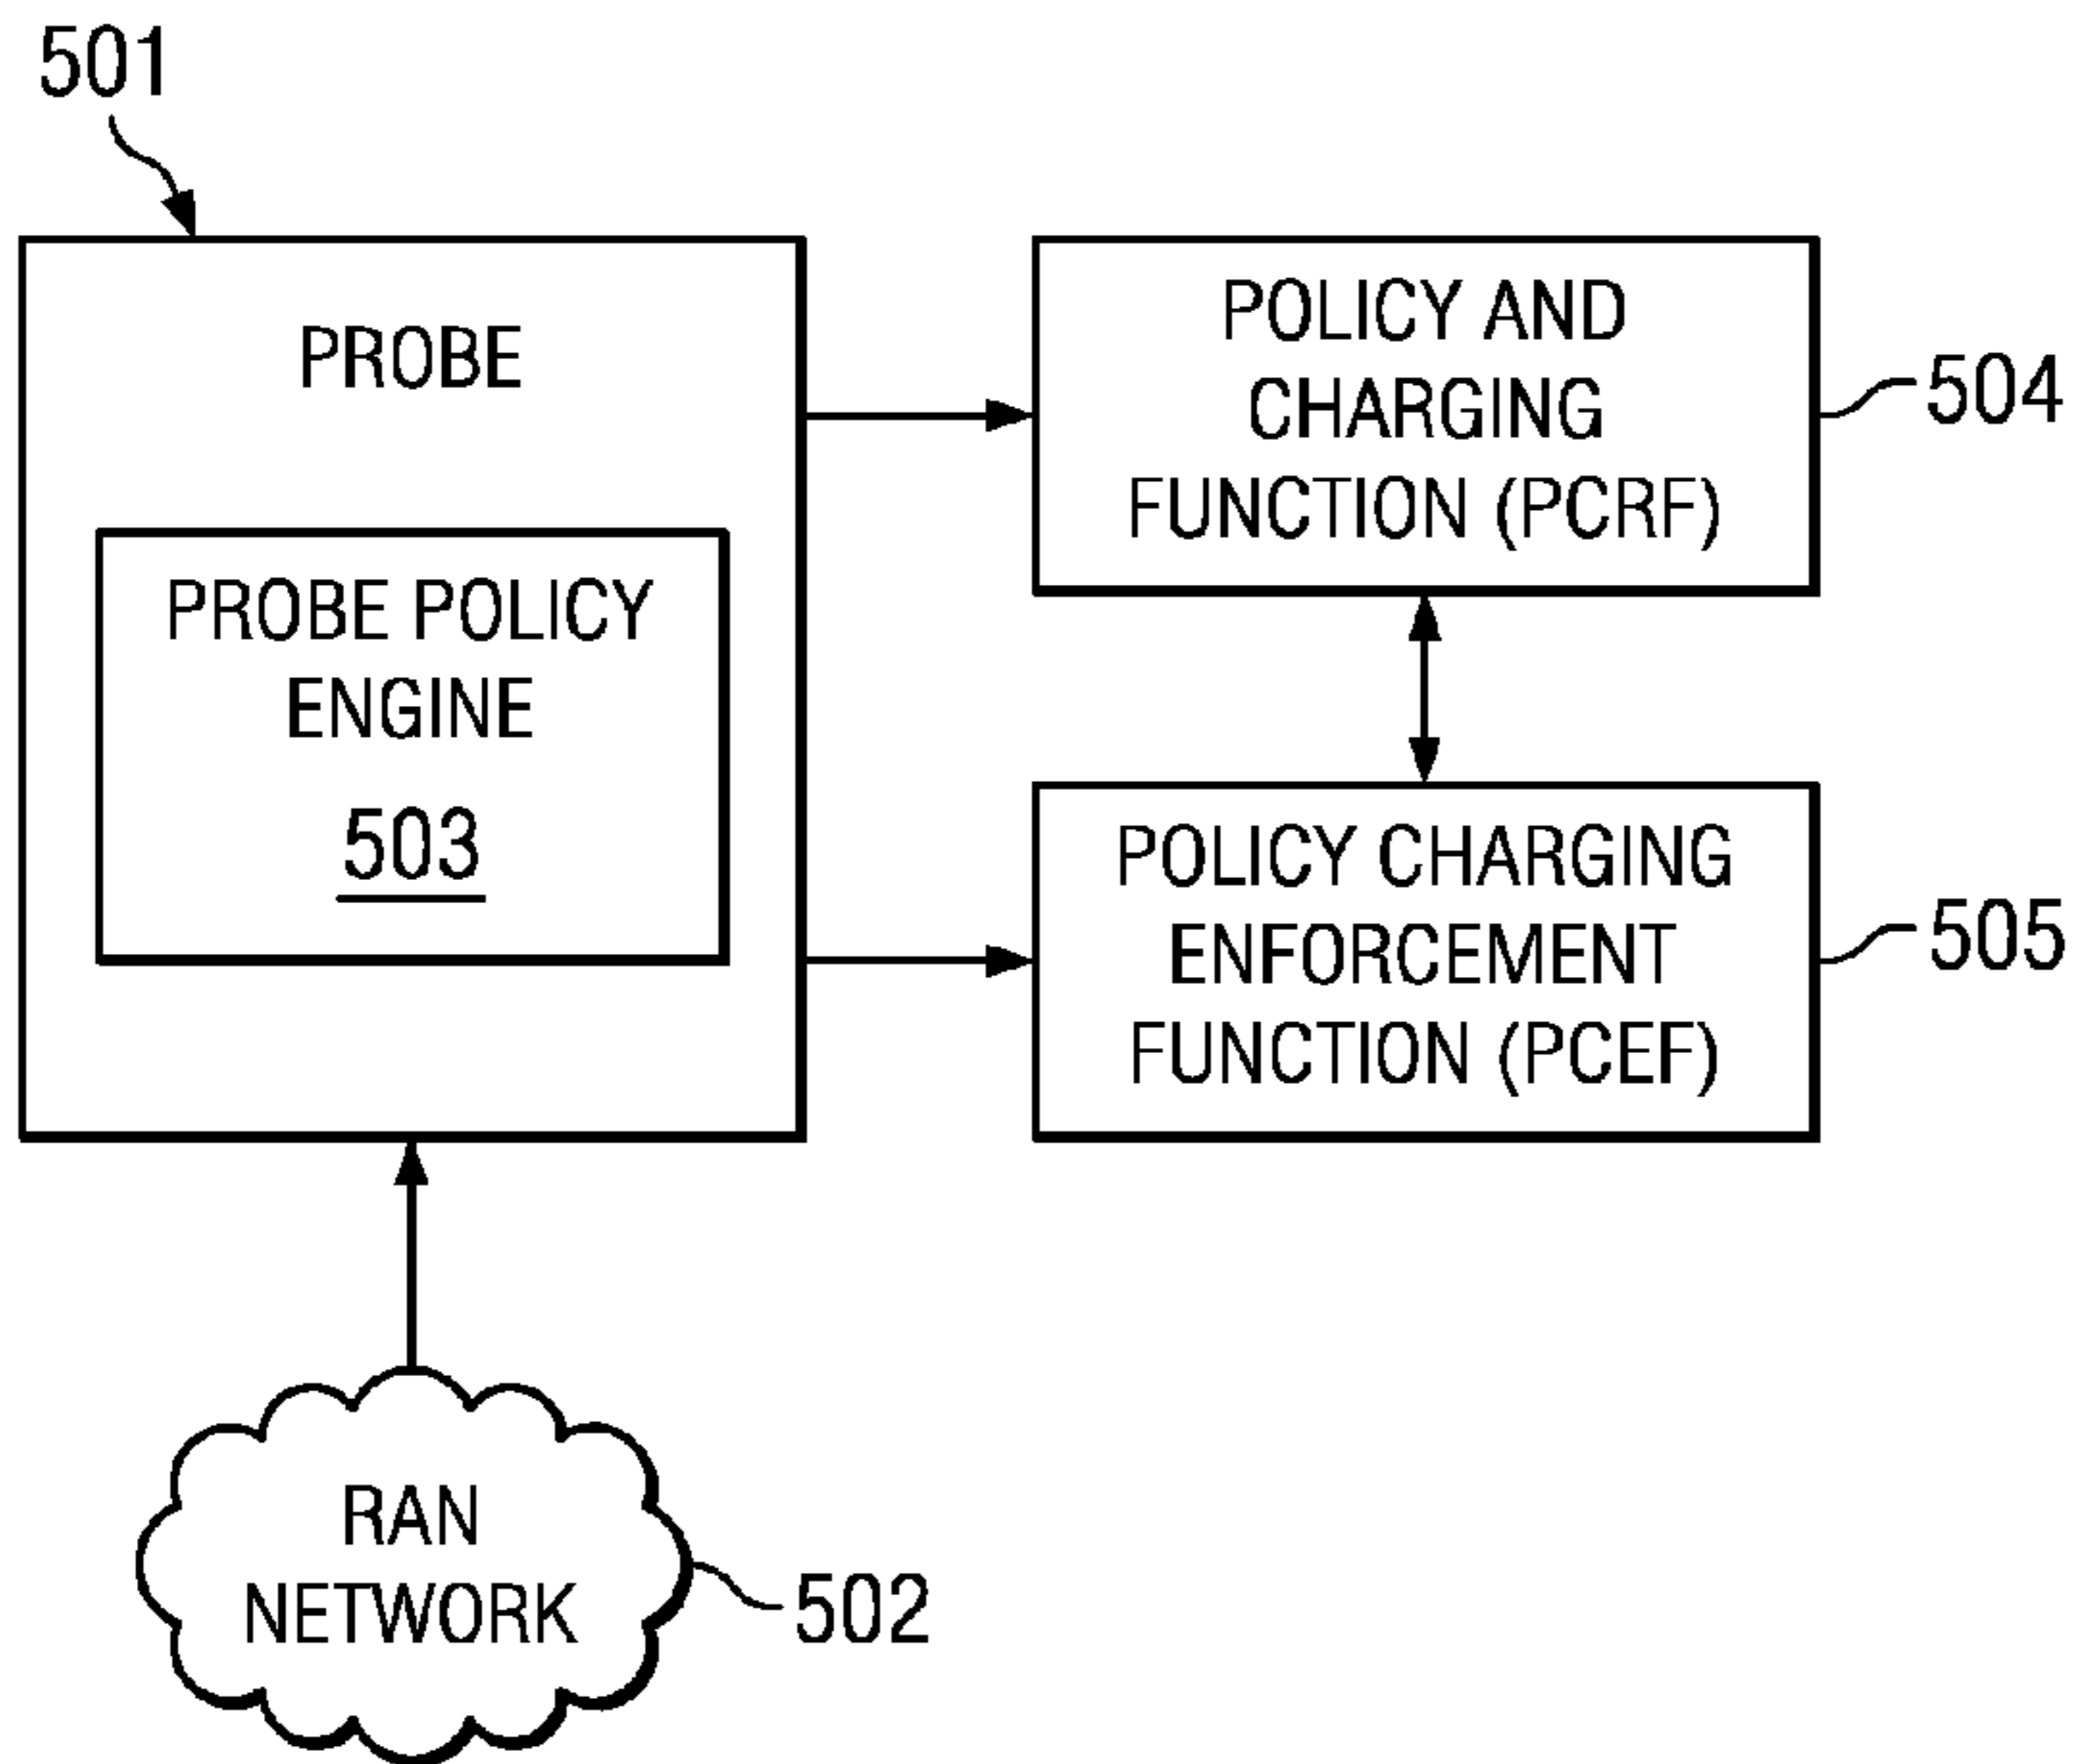 501
PROBE
PROBE POLICY
ENGINE
503
POLICY AND
CHARGING
FUNCTION (PCRF)
504
POLICY CHARGING
ENFORCEMENT
FUNCTION (PCEF)
505
RAN
NETWORK
502